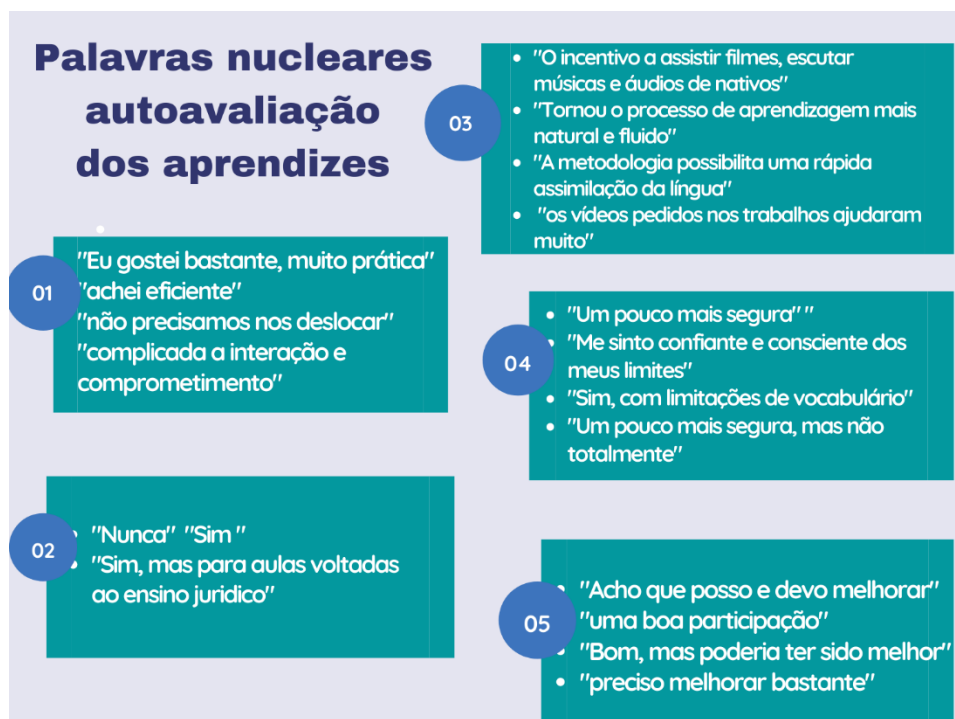 Palavras nucleares
autoavaliação
dos aprendizes
01
"Eu gostei bastante, muito prática"
"achei eficiente"
"não precisamos nos deslocar"
"complicada a interação e
comprometimento"
02
"Nunca" "Sim "
"Sim, mas para aulas voltadas
ao ensino juridico"
03
"O incentivo a assistir filmes, escutar
músicas e áudios de nativos"
"Tornou o processo de aprendizagem mais
natural e fluido"
"A metodologia possibilita uma rápida
assimilação da língua"
"os vídeos pedidos nos trabalhos ajudaram
muito"
04
"Um pouco mais segura" "
"Me sinto confiante e consciente dos
meus limites"
"Sim, com limitações de vocabulário"
"Um pouco mais segura, mas não
totalmente"
05
"Acho que posso e devo melhorar"
"uma boa participação"
"Bom, mas poderia ter sido melhor"
"preciso melhorar bastante"